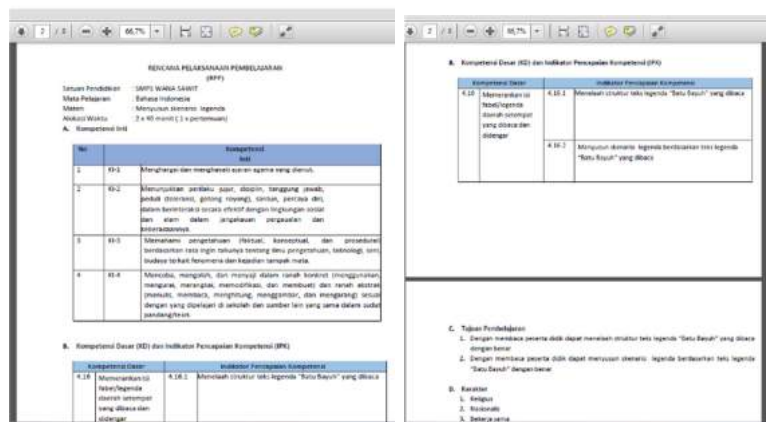 2 / 8 66,7%
RENCANA PELAKSANAAN PEMBELAJARAN
(RPP)
Satuan Pendidikan : SMPS WANA SAWIT
Mata Pelajaran : Bahasa Indonesia
Materi : Menyusun skenario legenda
Alokasi Waktu : 2 x 40 menit ( 1 x pertemuan)
A. Kompetensi Inti
No Kompetensi
Inti
1 KI-1 Menghargai dan menghayati ajaran agama yang dianut.
2 KI-2 Menunjukkan perilaku jujur, disiplin, tanggung jawab,
peduli (toleransi, gotong royong), santun, percaya diri,
dalam berinteraksi secara efektif dengan lingkungan sosial
dan alam dalam jangkauan pergaulan dan
keberadaannya.
3 KI-3 Memahami pengetahuan (faktual, konseptual, dan prosedural)
berdasarkan rasa ingin tahunya tentang ilmu pengetahuan, teknologi, seni,
budaya terkait fenomena dan kejadian tampak mata.
4 KI-4 Mencoba, mengolah, dan menyaji dalam ranah konkret (menggunakan,
mengurai, merangkai, memodifikasi, dan membuat) dan ranah abstrak
(menulis, membaca, menghitung, menggambar, dan mengarang) sesuai
dengan yang dipelajari di sekolah dan sumber lain yang sama dalam sudut
pandang/teori.
B. Kompetensi Dasar (KD) dan Indikator Pencapaian Kompetensi (IPK)
Kompetensi Dasar Indikator Pencapaian Kompetensi
4.16 Memerankan isi 4.16.1 Menelaah struktur teks legenda "Batu Bayuh" yang dibaca
fabel/legenda
daerah setempat
yang dibaca dan
didengar
2 / 8 66,7%
B. Kompetensi Dasar (KD) dan Indikator Pencapaian Kompetensi (IPK)
Kompetensi Dasar Indikator Pencapaian Kompetensi
4.16 Memerankan isi 4.16.1 Menelaah struktur teks legenda "Batu Bayuh" yang dibaca
fabel/legenda
daerah setempat
yang dibaca dan
didengar
4.16.2 Menyusun skenario legenda berdasarkan teks legenda
"Batu Bayuh" yang dibaca
C. Tujuan Pembelajaran
1. Dengan membaca peserta didik dapat menelaah struktur teks legenda "Batu Bayuh" yang dibaca
dengan benar
2. Dengan membaca peserta didik dapat menyusun skenario legenda berdasarkan teks legenda
"Batu Bayuh" dengan benar
D. Karakter
1. Religius
2. Nasionalis
3. Bekerja sama